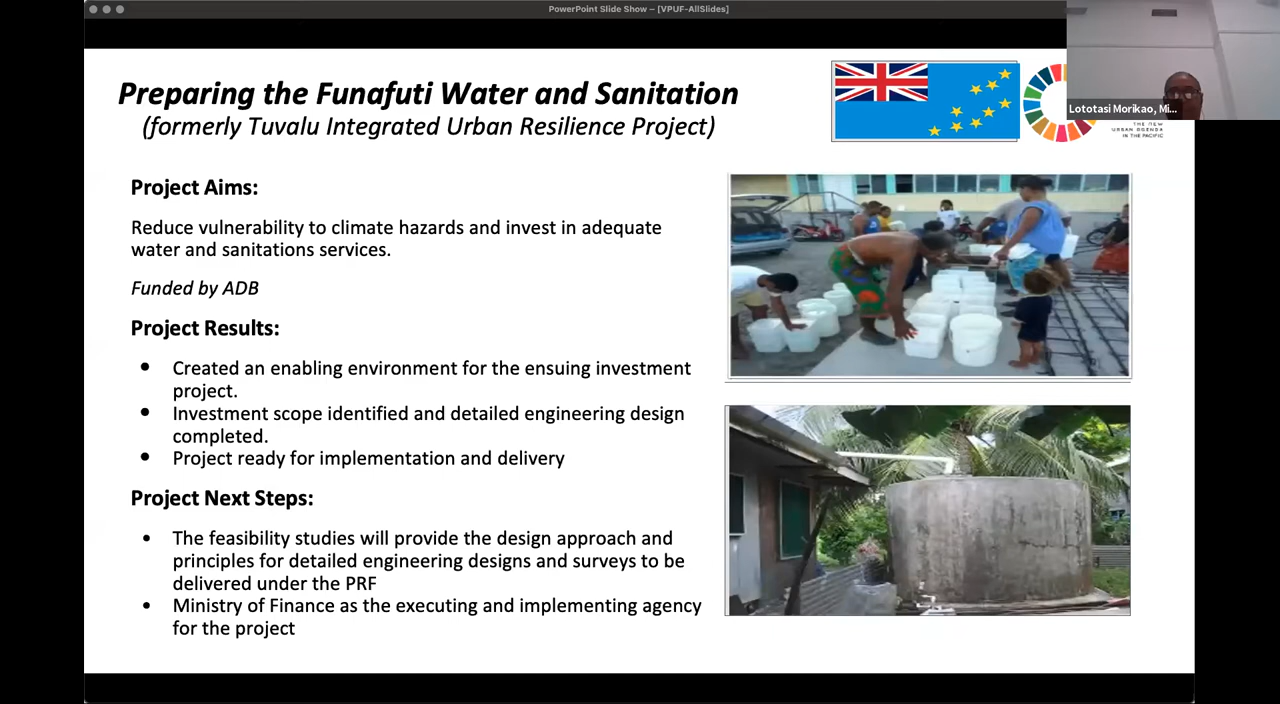 PowerPoint Slide Show – [VPUF-AllSlides]
Preparing the Funafuti Water and Sanitation
(formerly Tuvalu Integrated Urban Resilience Project)
Lototasi Morikao, Mi...
THE NEW
URBAN AGENDA
IN THE PACIFIC
Project Aims:
Reduce vulnerability to climate hazards and invest in adequate
water and sanitations services.
Funded by ADB
Project Results:
• Created an enabling environment for the ensuing investment
project.
• Investment scope identified and detailed engineering design
completed.
• Project ready for implementation and delivery
Project Next Steps:
• The feasibility studies will provide the design approach and
principles for detailed engineering designs and surveys to be
delivered under the PRF
• Ministry of Finance as the executing and implementing agency
for the project